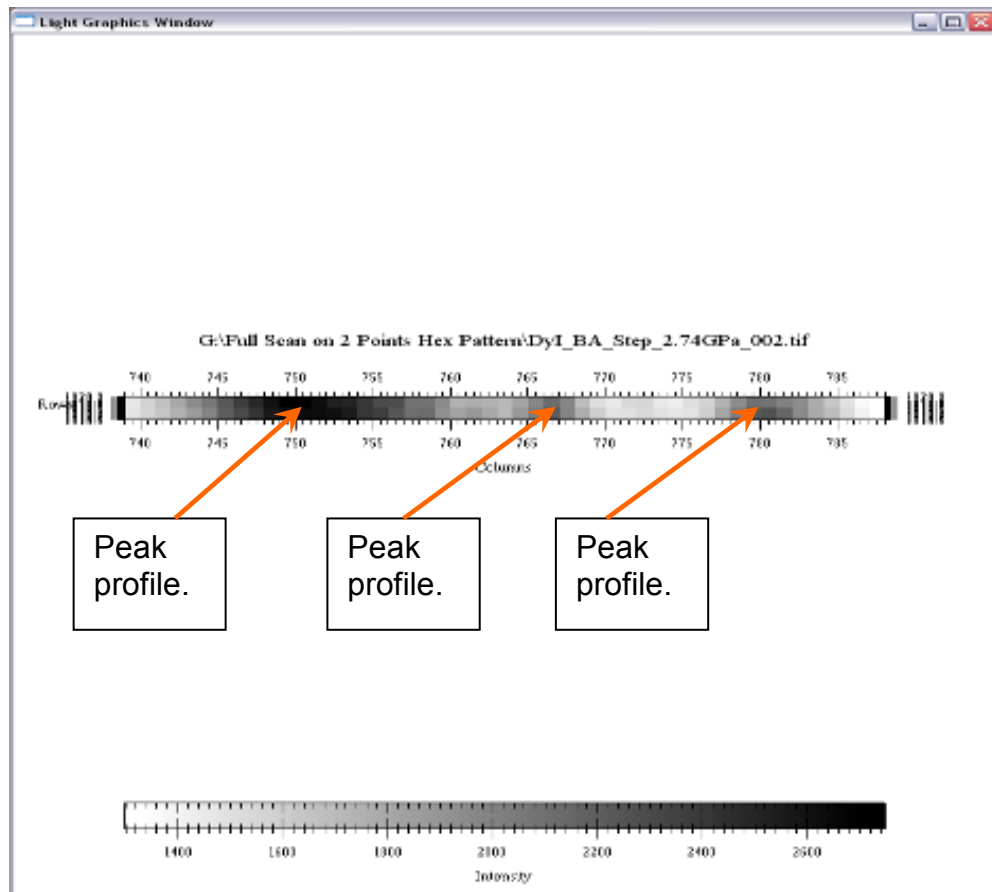 Light Graphics Window
G:\Full Scan on 2 Points Hex Pattern\DyI_BA_Step_2.74GPa_002.tif
740 745 750 755 760 765 770 775 780 785
740 745 750 755 760 765 770 775 780 785
Columns
Peak
profile.
Peak
profile.
Peak
profile.
1400 1600 1800 2000 2200 2400 2600
Intensity